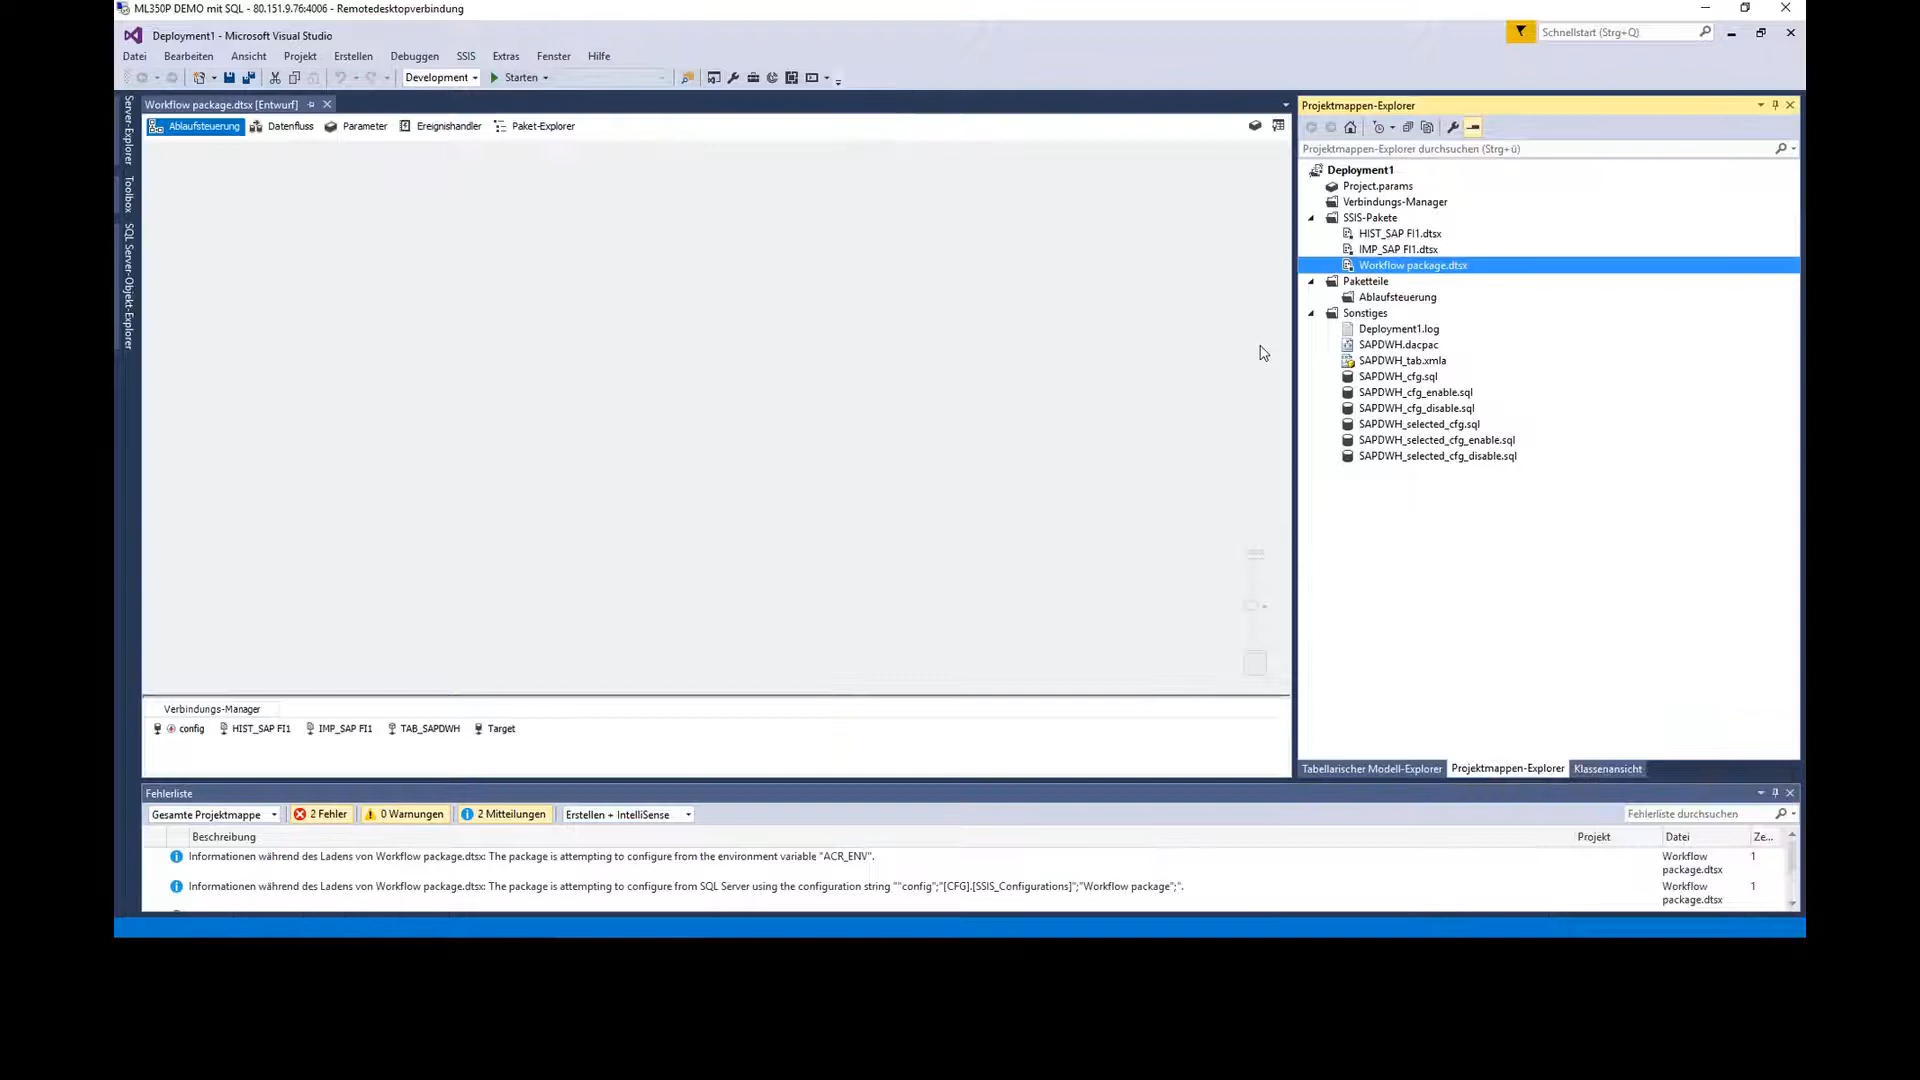 ML350P DEMO mit SQL - 80.151.9.76:4006 - Remotedesktopverbindung
Deployment1 - Microsoft Visual Studio
Schnellstart (Strg+Q)
Datei Bearbeiten Ansicht Projekt Erstellen Debuggen SSIS Extras Fenster Hilfe
Development Starten
Server-Explorer
Toolbox
SQL Server-Objekt-Explorer
Workflow package.dtsx [Entwurf]
Ablaufsteuerung Datenfluss Parameter Ereignishandler Paket-Explorer
Verbindungs-Manager
config HIST_SAP FI1 IMP_SAP FI1 TAB_SAPDWH Target
Projektmappen-Explorer
Projektmappen-Explorer durchsuchen (Strg+ü)
Deployment1
Project.params
Verbindungs-Manager
SSIS-Pakete
HIST_SAP FI1.dtsx
IMP_SAP FI1.dtsx
Workflow package.dtsx
Paketteile
Ablaufsteuerung
Sonstiges
Deployment1.log
SAPDWH.dacpac
SAPDWH_tab.xmla
SAPDWH_cfg.sql
SAPDWH_cfg_enable.sql
SAPDWH_cfg_disable.sql
SAPDWH_selected_cfg.sql
SAPDWH_selected_cfg_enable.sql
SAPDWH_selected_cfg_disable.sql
Tabellarischer Modell-Explorer Projektmappen-Explorer Klassenansicht
Fehlerliste
Gesamte Projektmappe 2 Fehler 0 Warnungen 2 Mitteilungen Erstellen + IntelliSense Fehlerliste durchsuchen
Beschreibung Projekt Datei Ze...
Informationen während des Ladens von Workflow package.dtsx: The package is attempting to configure from the environment variable "ACR_ENV". Workflow 1
package.dtsx
Informationen während des Ladens von Workflow package.dtsx: The package is attempting to configure from SQL Server using the configuration string ""config";"[CFG].[SSIS_Configurations]";"Workflow package";". Workflow 1
package.dtsx